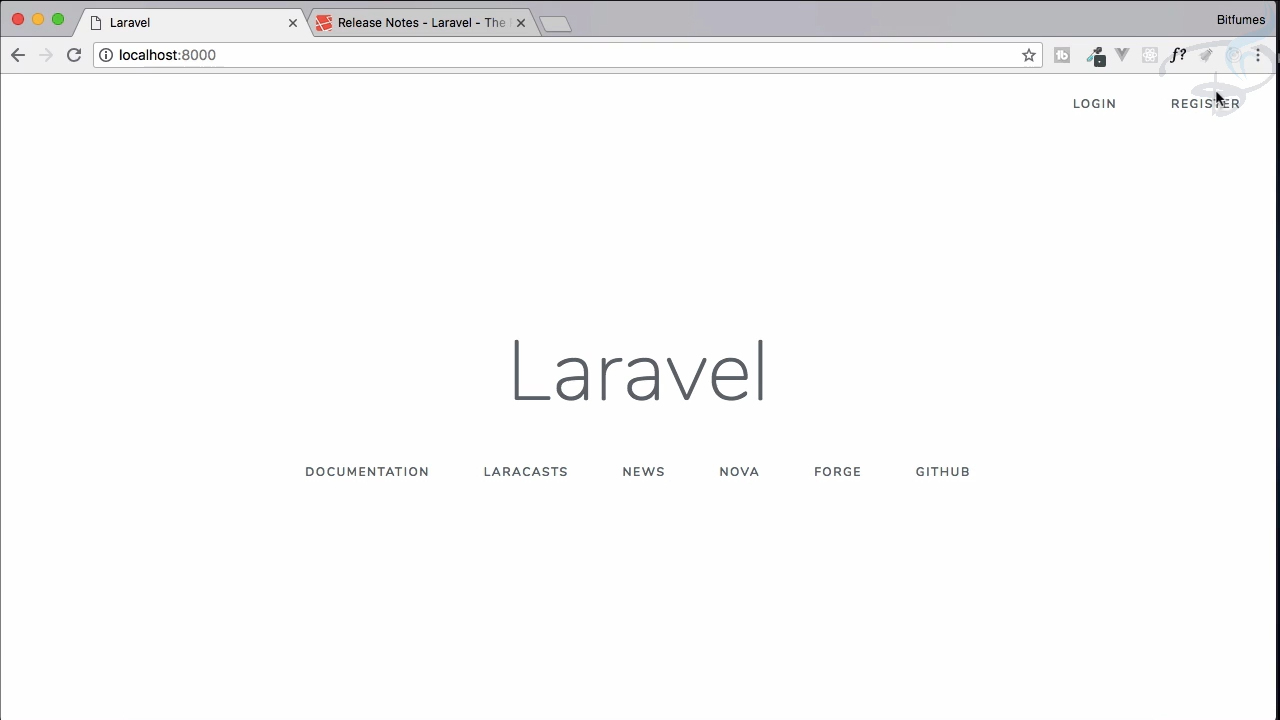 Laravel
Release Notes - Laravel - The
Bitfumes
localhost:8000
f?
LOGIN REGISTER
Laravel
DOCUMENTATION LARACASTS NEWS NOVA FORGE GITHUB